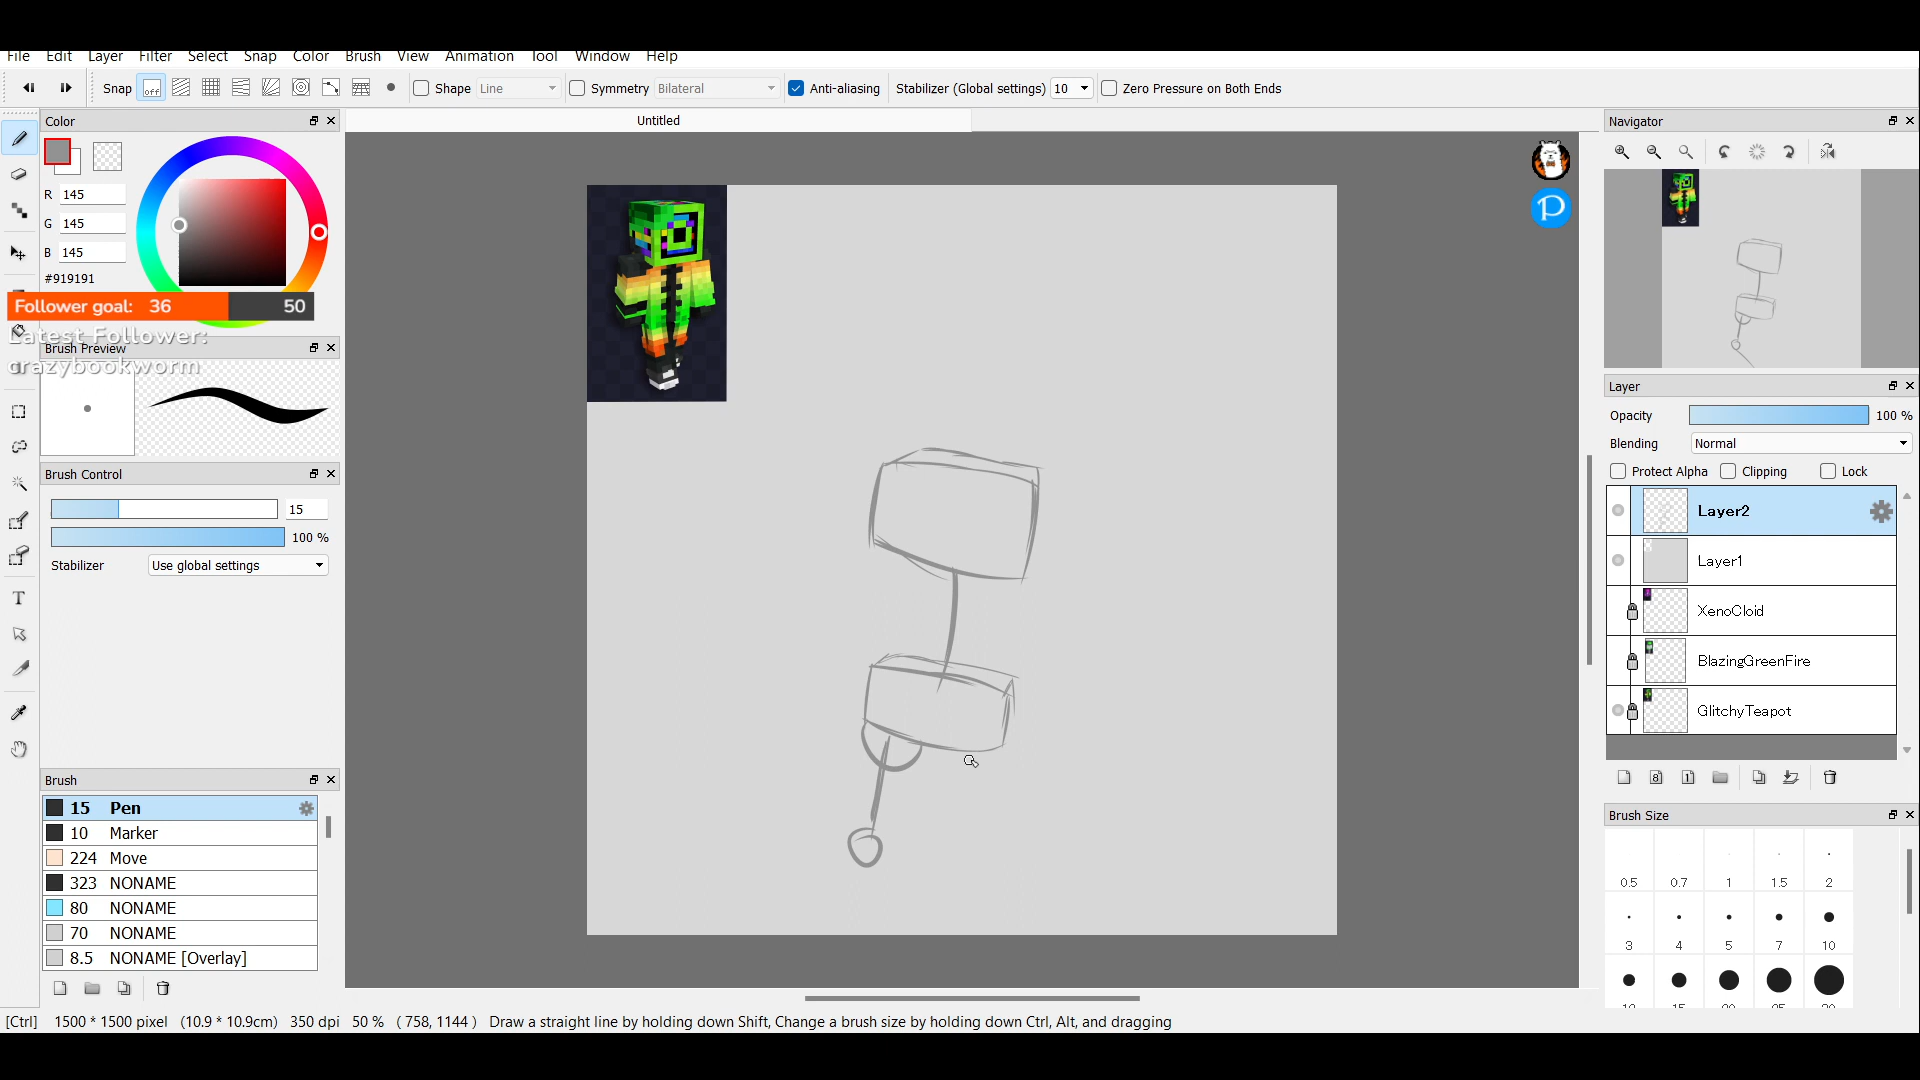 File Edit Layer Filter Select Snap Color Brush View Animation Tool Window Help
Snap off Shape Line Symmetry Bilateral Anti-aliasing Stabilizer (Global settings) 10 Zero Pressure on Both Ends
Color
Untitled
Navigator
R 145
G 145
B 145
#919191
Follower goal: 36 50
Latest Follower:
crazybookworm
Brush Preview
Brush Control
15
100 %
Stabilizer Use global settings
Brush
15 Pen
10 Marker
224 Move
323 NONAME
80 NONAME
70 NONAME
8.5 NONAME [Overlay]
Layer
Opacity 100 %
Blending Normal
Protect Alpha Clipping Lock
Layer2
Layer1
XenoCloid
BlazingGreenFire
GlitchyTeapot
Brush Size
0.5 0.7 1 1.5 2
3 4 5 7 10
[Ctrl] 1500 * 1500 pixel (10.9 * 10.9cm) 350 dpi 50 % ( 758, 1144 ) Draw a straight line by holding down Shift, Change a brush size by holding down Ctrl, Alt, and dragging